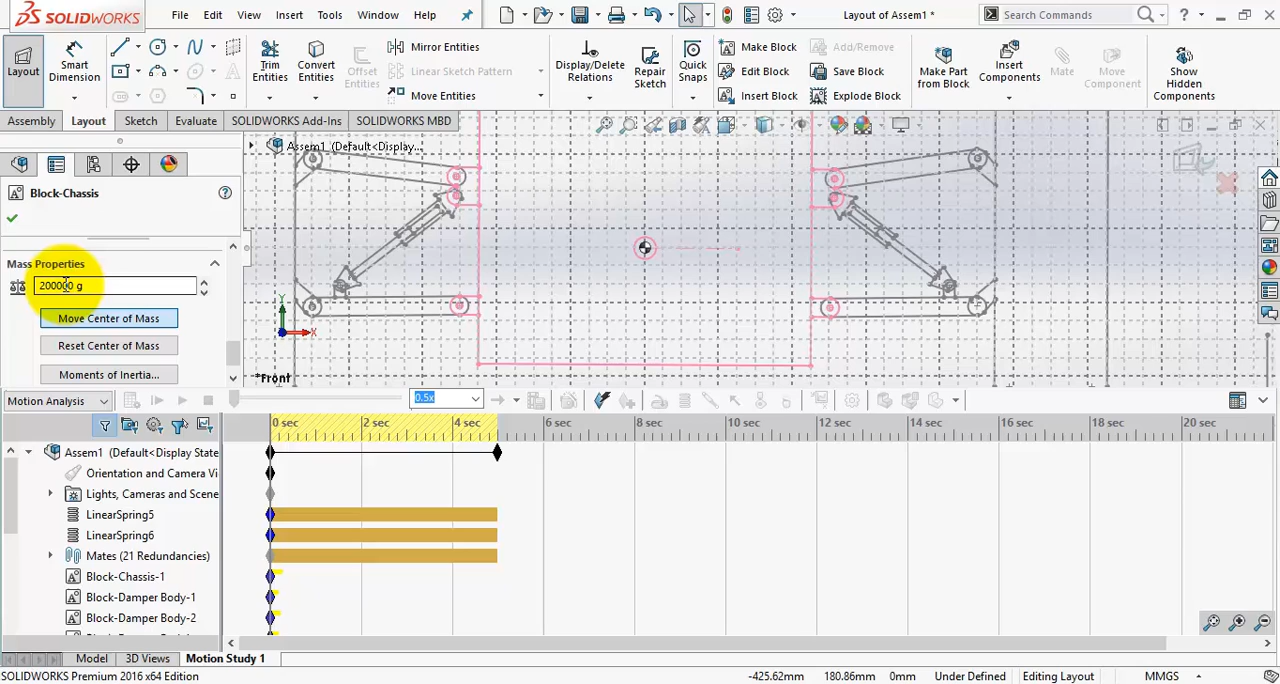 SOLIDWORKS
File Edit View Insert Tools Window Help
Layout of Assem1 *
Search Commands
Layout
Smart Dimension
Trim Entities
Convert Entities
Offset Entities
Mirror Entities
Linear Sketch Pattern
Move Entities
Display/Delete Relations
Repair Sketch
Quick Snaps
Make Block
Edit Block
Insert Block
Add/Remove
Save Block
Explode Block
Make Part from Block
Insert Components
Mate
Move Component
Show Hidden Components
Assembly Layout Sketch Evaluate SOLIDWORKS Add-Ins SOLIDWORKS MBD
Assem1 (Default<Display...
Block-Chassis
Mass Properties
200000 g
Move Center of Mass
Reset Center of Mass
Moments of Inertia...
Y
X
*Front
Motion Analysis
0.5x
0 sec 2 sec 4 sec 6 sec 8 sec 10 sec 12 sec 14 sec 16 sec 18 sec 20 sec
Assem1 (Default<Display State
Orientation and Camera Vi
Lights, Cameras and Scene
LinearSpring5
LinearSpring6
Mates (21 Redundancies)
Block-Chassis-1
Block-Damper Body-1
Block-Damper Body-2
Model 3D Views Motion Study 1
SOLIDWORKS Premium 2016 x64 Edition
-425.62mm 180.86mm 0mm Under Defined Editing Layout MMGS